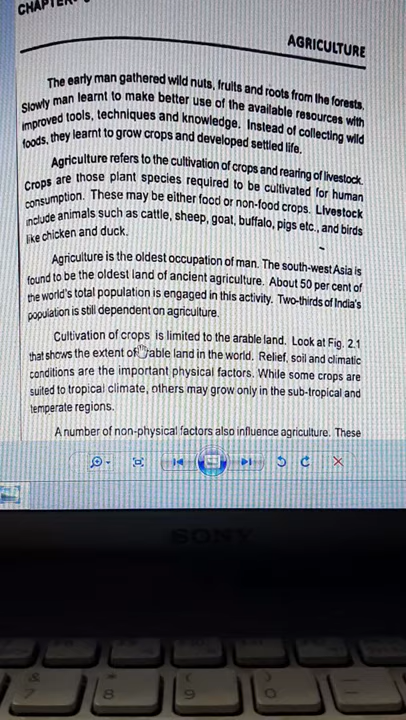 CHAPTER-
AGRICULTURE
The early man gathered wild nuts, fruits and roots from the forests.
Slowly man learnt to make better use of the available resources with
improved tools, techniques and knowledge. Instead of collecting wild
foods, they learnt to grow crops and developed settled life.
Agriculture refers to the cultivation of crops and rearing of livestock.
Crops are those plant species required to be cultivated for human
consumption. These may be either food or non-food crops. Livestock
include animals such as cattle, sheep, goat, buffalo, pigs etc., and birds
like chicken and duck.
Agriculture is the oldest occupation of man. The south-west Asia is
found to be the oldest land of ancient agriculture. About 50 per cent of
the world's total population is engaged in this activity. Two-thirds of India's
population is still dependent on agriculture.
Cultivation of crops is limited to the arable land. Look at Fig. 2.1
that shows the extent of rable land in the world. Relief, soil and climatic
conditions are the important physical factors. While some crops are
suited to tropical climate, others may grow only in the sub-tropical and
temperate regions.
A number of non-physical factors also influence agriculture. These
SONY
& * ( ) —
7 8 9 0 -